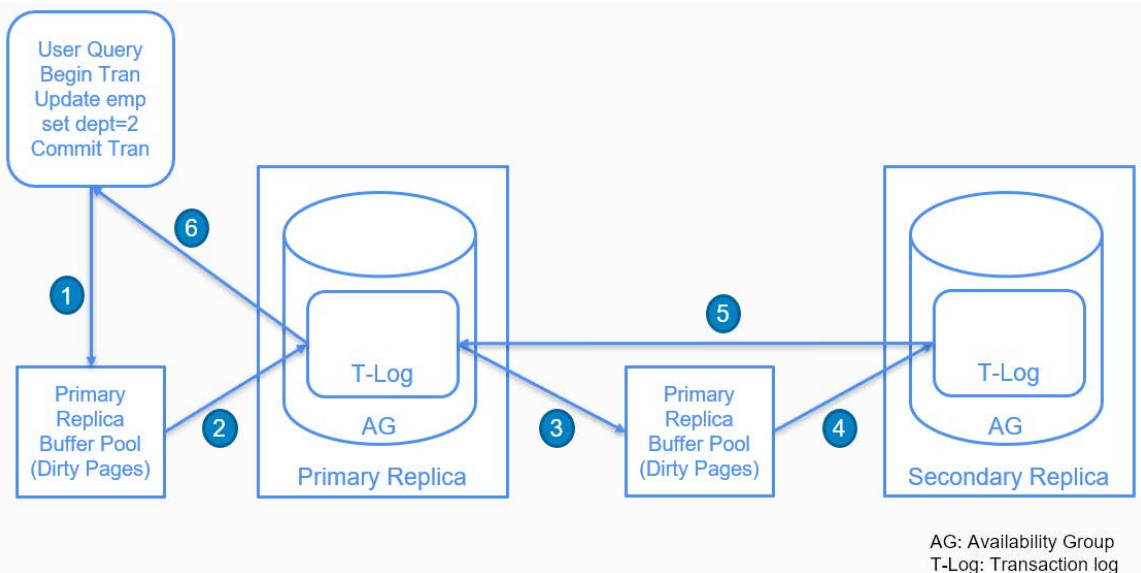 User Query
Begin Tran
Update emp
set dept=2
Commit Tran
6
1
5
T-Log
T-Log
Primary
Replica
Buffer Pool
(Dirty Pages)
2
AG
Primary Replica
3
Primary
Replica
Buffer Pool
(Dirty Pages)
4
AG
Secondary Replica
AG: Availability Group
T-Log: Transaction log